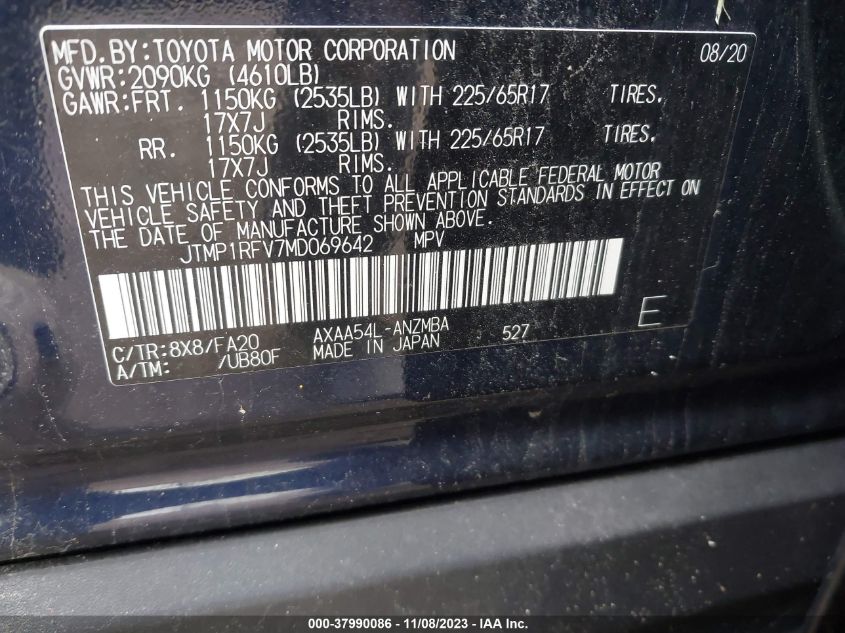 MFD.BY:TOYOTA MOTOR CORPORATION 08/20
GVWR:2090KG (4610LB)
GAWR:FRT. 1150KG (2535LB) WITH 225/65R17 TIRES,
17X7J RIMS.
RR. 1150KG (2535LB) WITH 225/65R17 TIRES,
17X7J RIMS.
THIS VEHICLE CONFORMS TO ALL APPLICABLE FEDERAL MOTOR
VEHICLE SAFETY AND THEFT PREVENTION STANDARDS IN EFFECT ON
THE DATE OF MANUFACTURE SHOWN ABOVE.
JTMP1RFV7MD069642 MPV
C/TR:8X8/FA20 AXAA54L-ANZMBA 527 E
A/TM: /UB80F MADE IN JAPAN
000-37990086 - 11/08/2023 - IAA Inc.